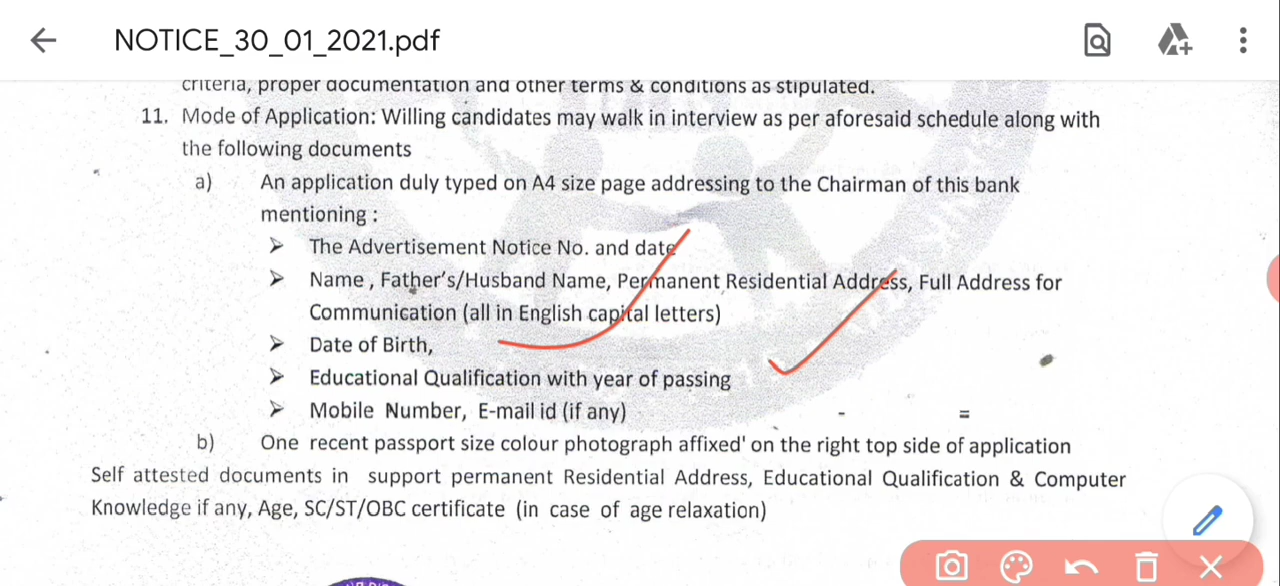 NOTICE_30_01_2021.pdf
criteria, proper documentation and other terms & conditions as stipulated.
11. Mode of Application: Willing candidates may walk in interview as per aforesaid schedule along with
the following documents
a) An application duly typed on A4 size page addressing to the Chairman of this bank
mentioning :
➢ The Advertisement Notice No. and date
➢ Name , Father's/Husband Name, Permanent Residential Address, Full Address for
Communication (all in English capital letters)
➢ Date of Birth,
➢ Educational Qualification with year of passing
➢ Mobile Number, E-mail id (if any)
b) One recent passport size colour photograph affixed' on the right top side of application
Self attested documents in support permanent Residential Address, Educational Qualification & Computer
Knowledge if any, Age, SC/ST/OBC certificate (in case of age relaxation)